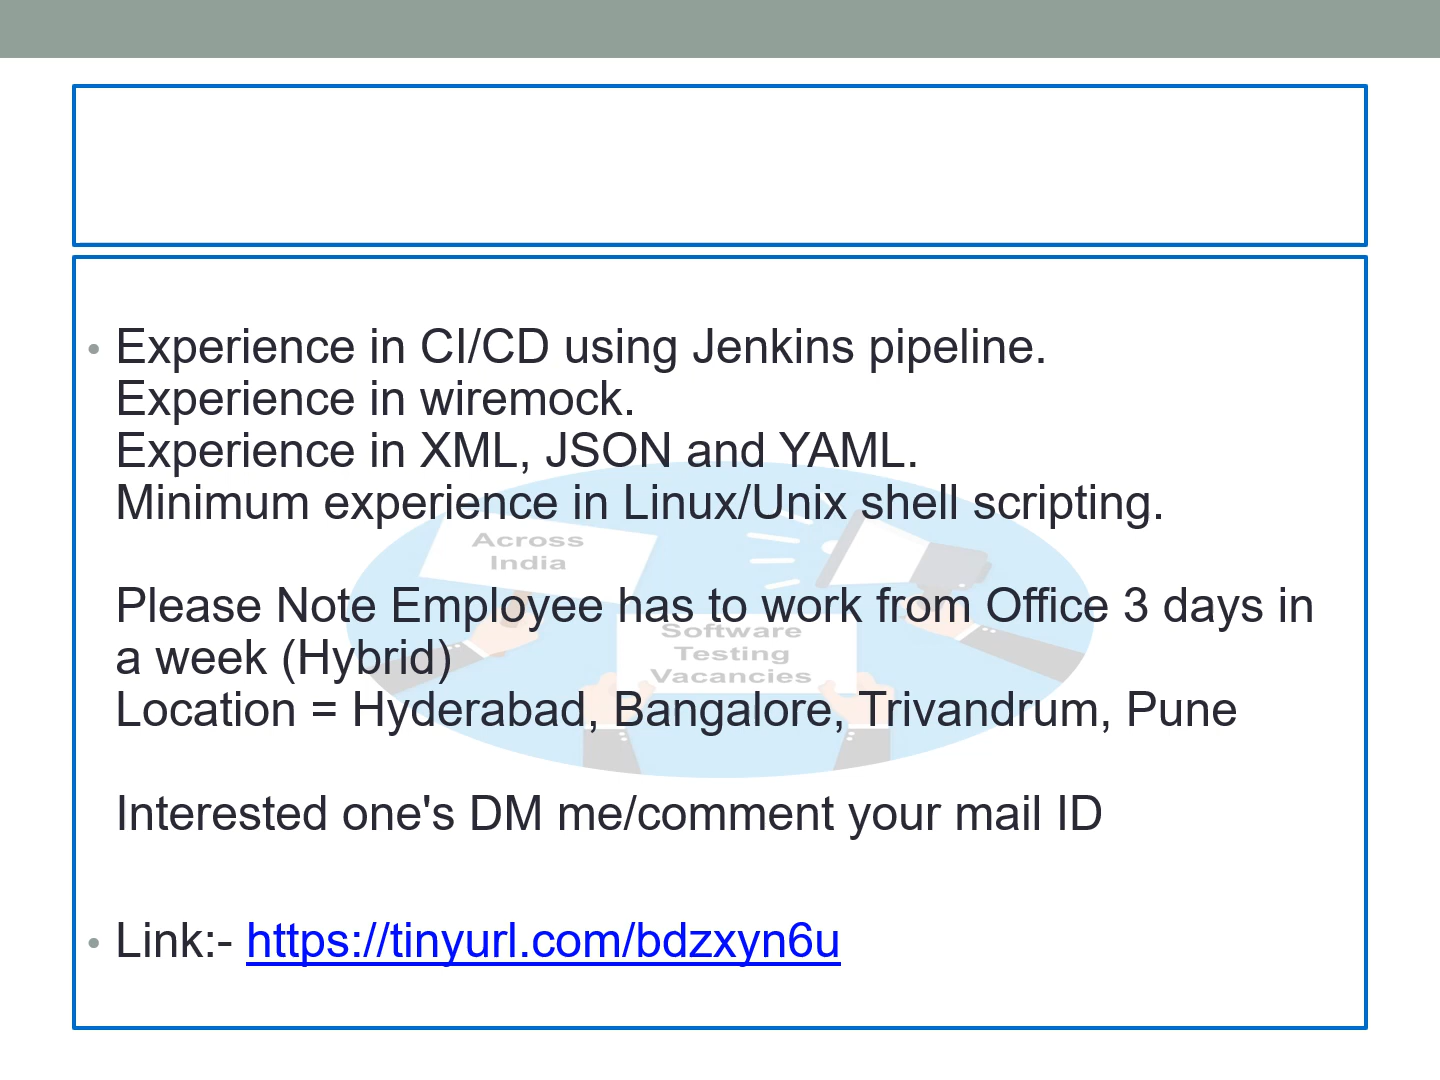 • Experience in CI/CD using Jenkins pipeline.
Experience in wiremock.
Experience in XML, JSON and YAML.
Minimum experience in Linux/Unix shell scripting.
Across
India
Please Note Employee has to work from Office 3 days in
a week (Hybrid)
Software
Testing
Vacancies
Location = Hyderabad, Bangalore, Trivandrum, Pune
Interested one's DM me/comment your mail ID
• Link:- https://tinyurl.com/bdzxyn6u